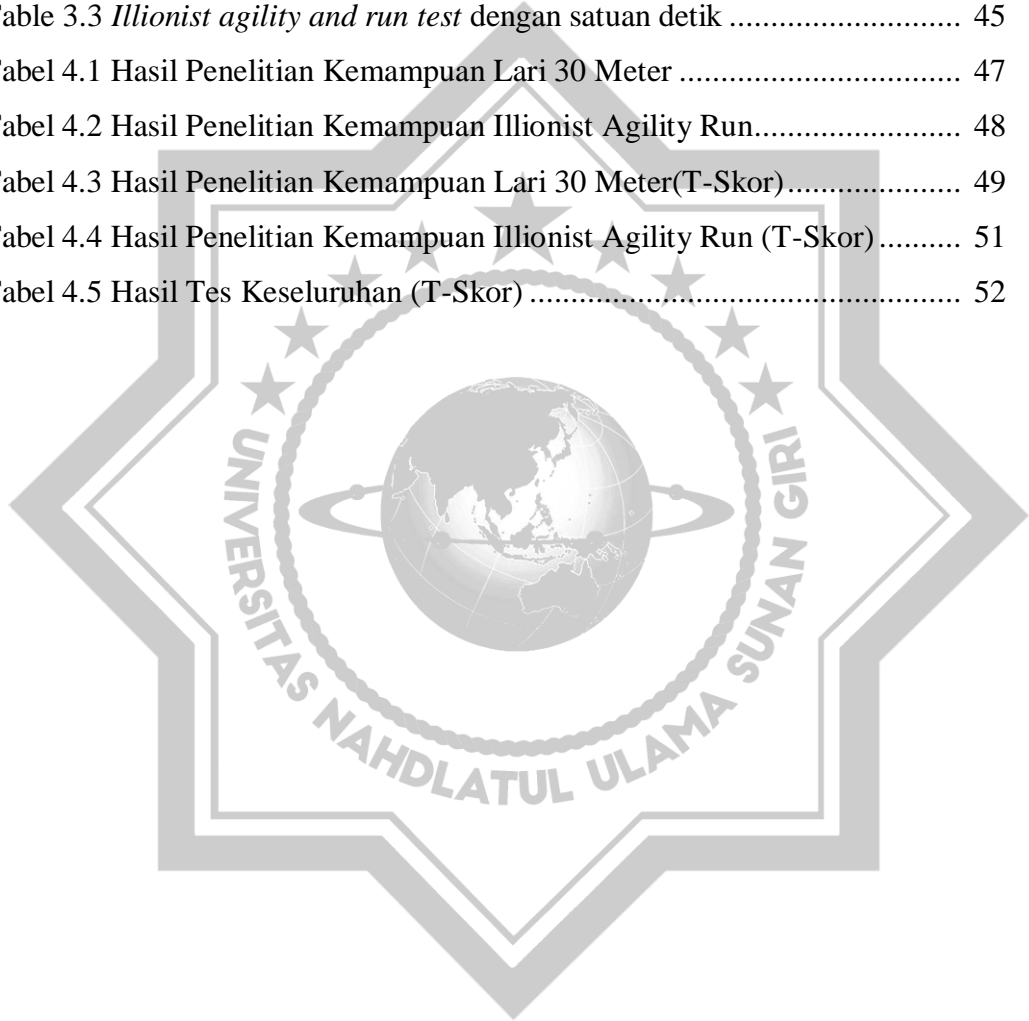 Table 3.3 Illionist agility and run test dengan satuan detik ........................ 45
Tabel 4.1 Hasil Penelitian Kemampuan Lari 30 Meter ............................. 47
Tabel 4.2 Hasil Penelitian Kemampuan Illionist Agility Run...................... 48
Tabel 4.3 Hasil Penelitian Kemampuan Lari 30 Meter(T-Skor) .................. 49
Tabel 4.4 Hasil Penelitian Kemampuan Illionist Agility Run (T-Skor) .......... 51
Tabel 4.5 Hasil Tes Keseluruhan (T-Skor) ............................................. 52
UNIVERSITAS NAHDLATUL ULAMA SUNAN GIRI